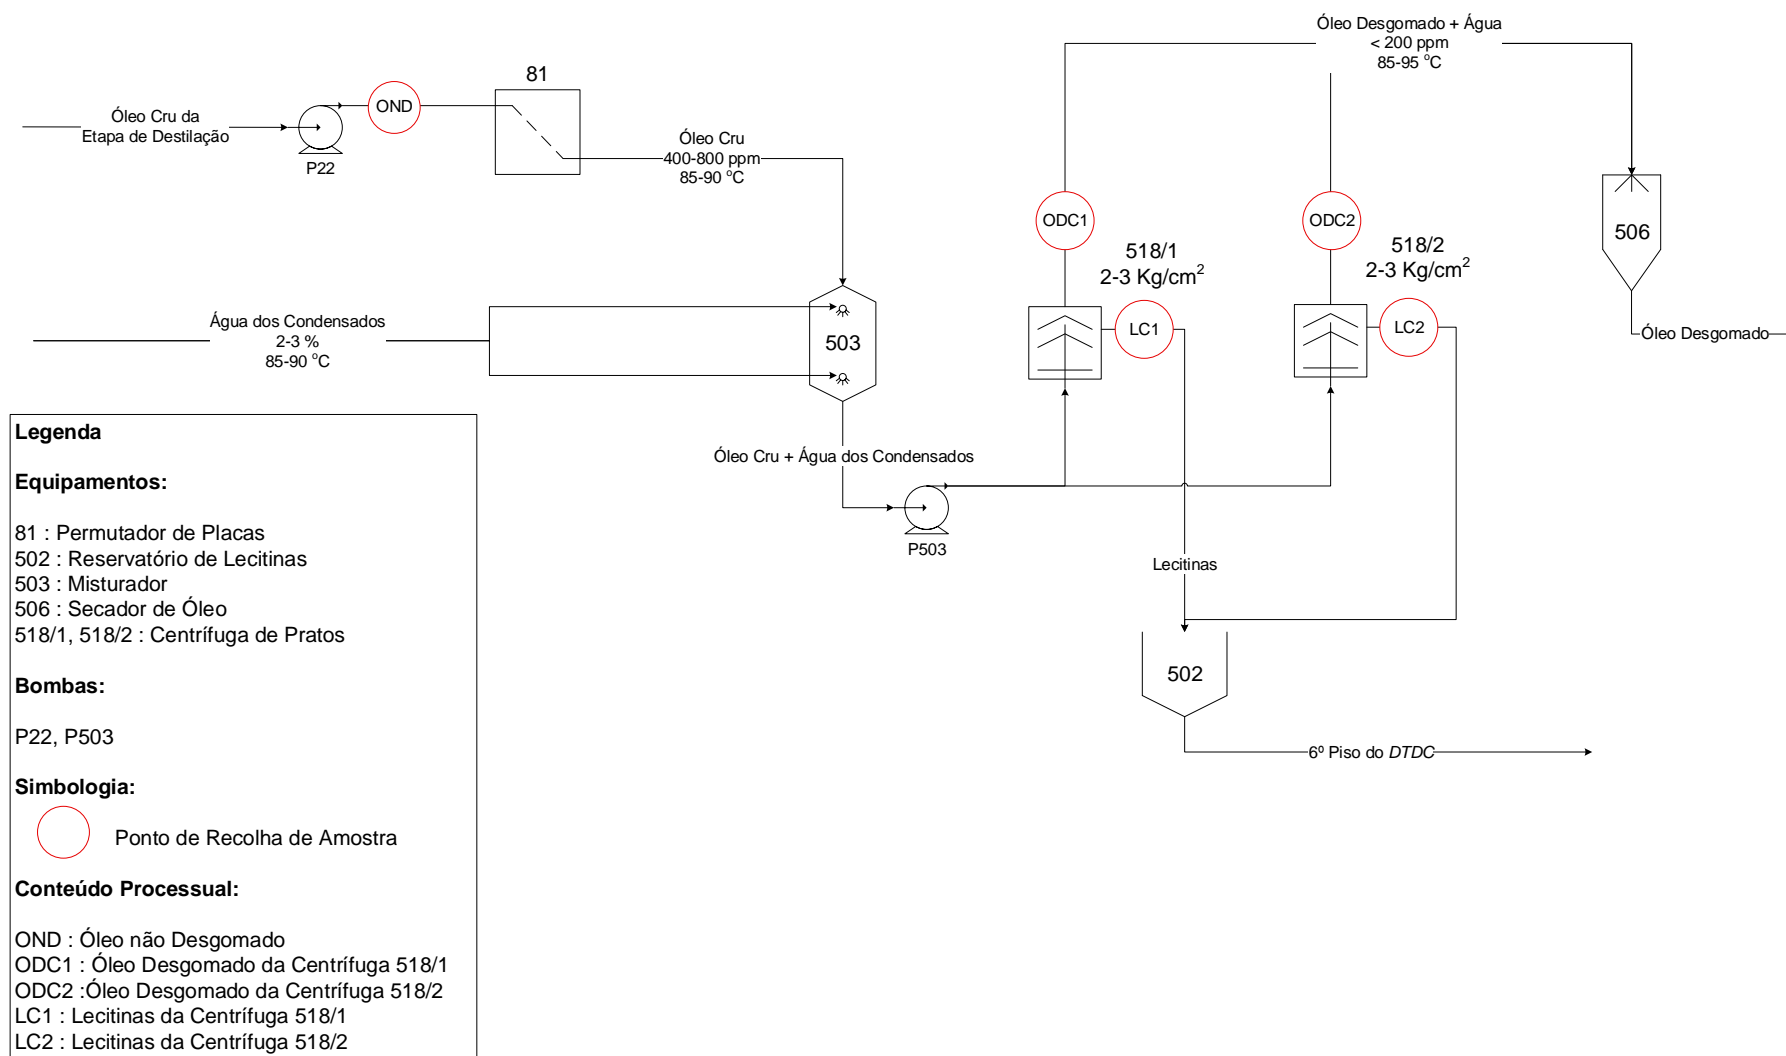 Óleo Cru da
Etapa de Destilação
P22
OND
81
Óleo Cru
400-800 ppm
85-90 °C
Óleo Desgomado + Água
< 200 ppm
85-95 °C
ODC1
ODC2
518/1
2-3 Kg/cm²
518/2
2-3 Kg/cm²
506
LC1
LC2
Óleo Desgomado
Água dos Condensados
2-3 %
85-90 °C
503
Óleo Cru + Água dos Condensados
P503
Lecitinas
502
6º Piso do DTDC
Legenda
Equipamentos:
81 : Permutador de Placas
502 : Reservatório de Lecitinas
503 : Misturador
506 : Secador de Óleo
518/1, 518/2 : Centrífuga de Pratos
Bombas:
P22, P503
Simbologia:
Ponto de Recolha de Amostra
Conteúdo Processual:
OND : Óleo não Desgomado
ODC1 : Óleo Desgomado da Centrífuga 518/1
ODC2 :Óleo Desgomado da Centrífuga 518/2
LC1 : Lecitinas da Centrífuga 518/1
LC2 : Lecitinas da Centrífuga 518/2